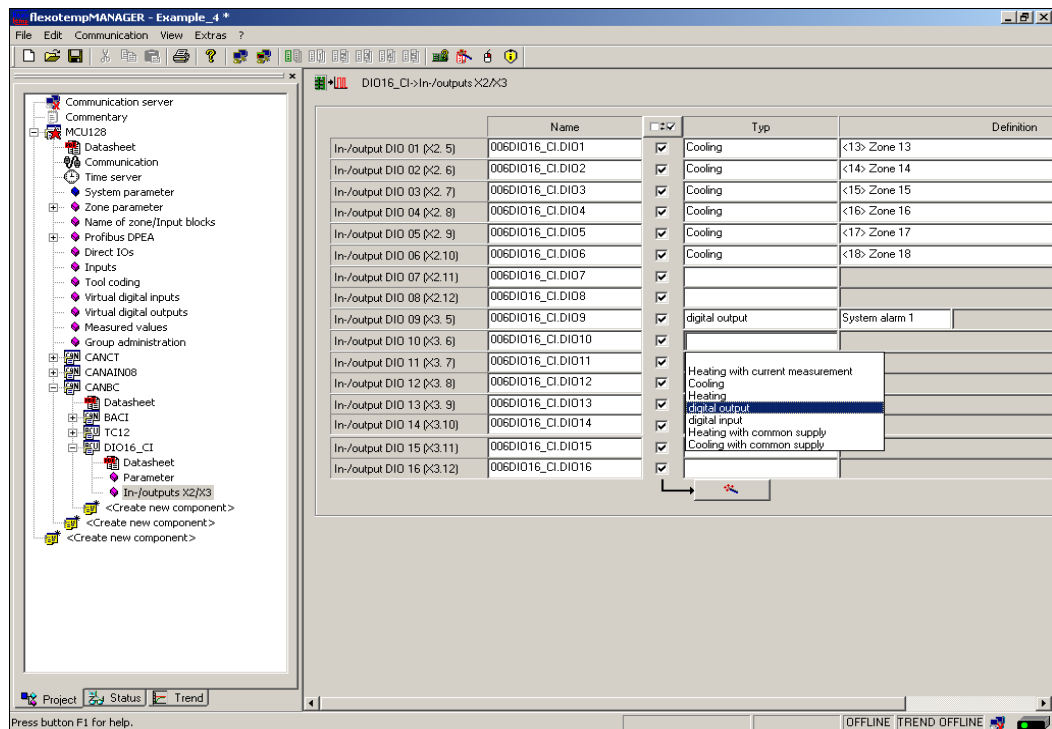 flexotempMANAGER - Example_4 *
File Edit Communication View Extras ?
DIO16_CI->In-/outputs X2/X3
Communication server
Commentary
MCU128
Datasheet
Communication
Time server
System parameter
Zone parameter
Name of zone/Input blocks
Profibus DPEA
Direct IOs
Inputs
Tool coding
Virtual digital inputs
Virtual digital outputs
Measured values
Group administration
CANCT
CANAIN08
CANBC
Datasheet
BACI
TC12
DIO16_CI
Datasheet
Parameter
In-/outputs X2/X3
<Create new component>
<Create new component>
<Create new component>
Project Status Trend
Name Typ Definition
In-/output DIO 01 (X2. 5) 006DIO16_CI.DIO1 Cooling <13> Zone 13
In-/output DIO 02 (X2. 6) 006DIO16_CI.DIO2 Cooling <14> Zone 14
In-/output DIO 03 (X2. 7) 006DIO16_CI.DIO3 Cooling <15> Zone 15
In-/output DIO 04 (X2. 8) 006DIO16_CI.DIO4 Cooling <16> Zone 16
In-/output DIO 05 (X2. 9) 006DIO16_CI.DIO5 Cooling <17> Zone 17
In-/output DIO 06 (X2.10) 006DIO16_CI.DIO6 Cooling <18> Zone 18
In-/output DIO 07 (X2.11) 006DIO16_CI.DIO7
In-/output DIO 08 (X2.12) 006DIO16_CI.DIO8
In-/output DIO 09 (X3. 5) 006DIO16_CI.DIO9 digital output System alarm 1
In-/output DIO 10 (X3. 6) 006DIO16_CI.DIO10
In-/output DIO 11 (X3. 7) 006DIO16_CI.DIO11
In-/output DIO 12 (X3. 8) 006DIO16_CI.DIO12
In-/output DIO 13 (X3. 9) 006DIO16_CI.DIO13
In-/output DIO 14 (X3.10) 006DIO16_CI.DIO14
In-/output DIO 15 (X3.11) 006DIO16_CI.DIO15
In-/output DIO 16 (X3.12) 006DIO16_CI.DIO16
Heating with current measurement
Cooling
Heating
digital output
digital input
Heating with common supply
Cooling with common supply
Press button F1 for help.
OFFLINE TREND OFFLINE